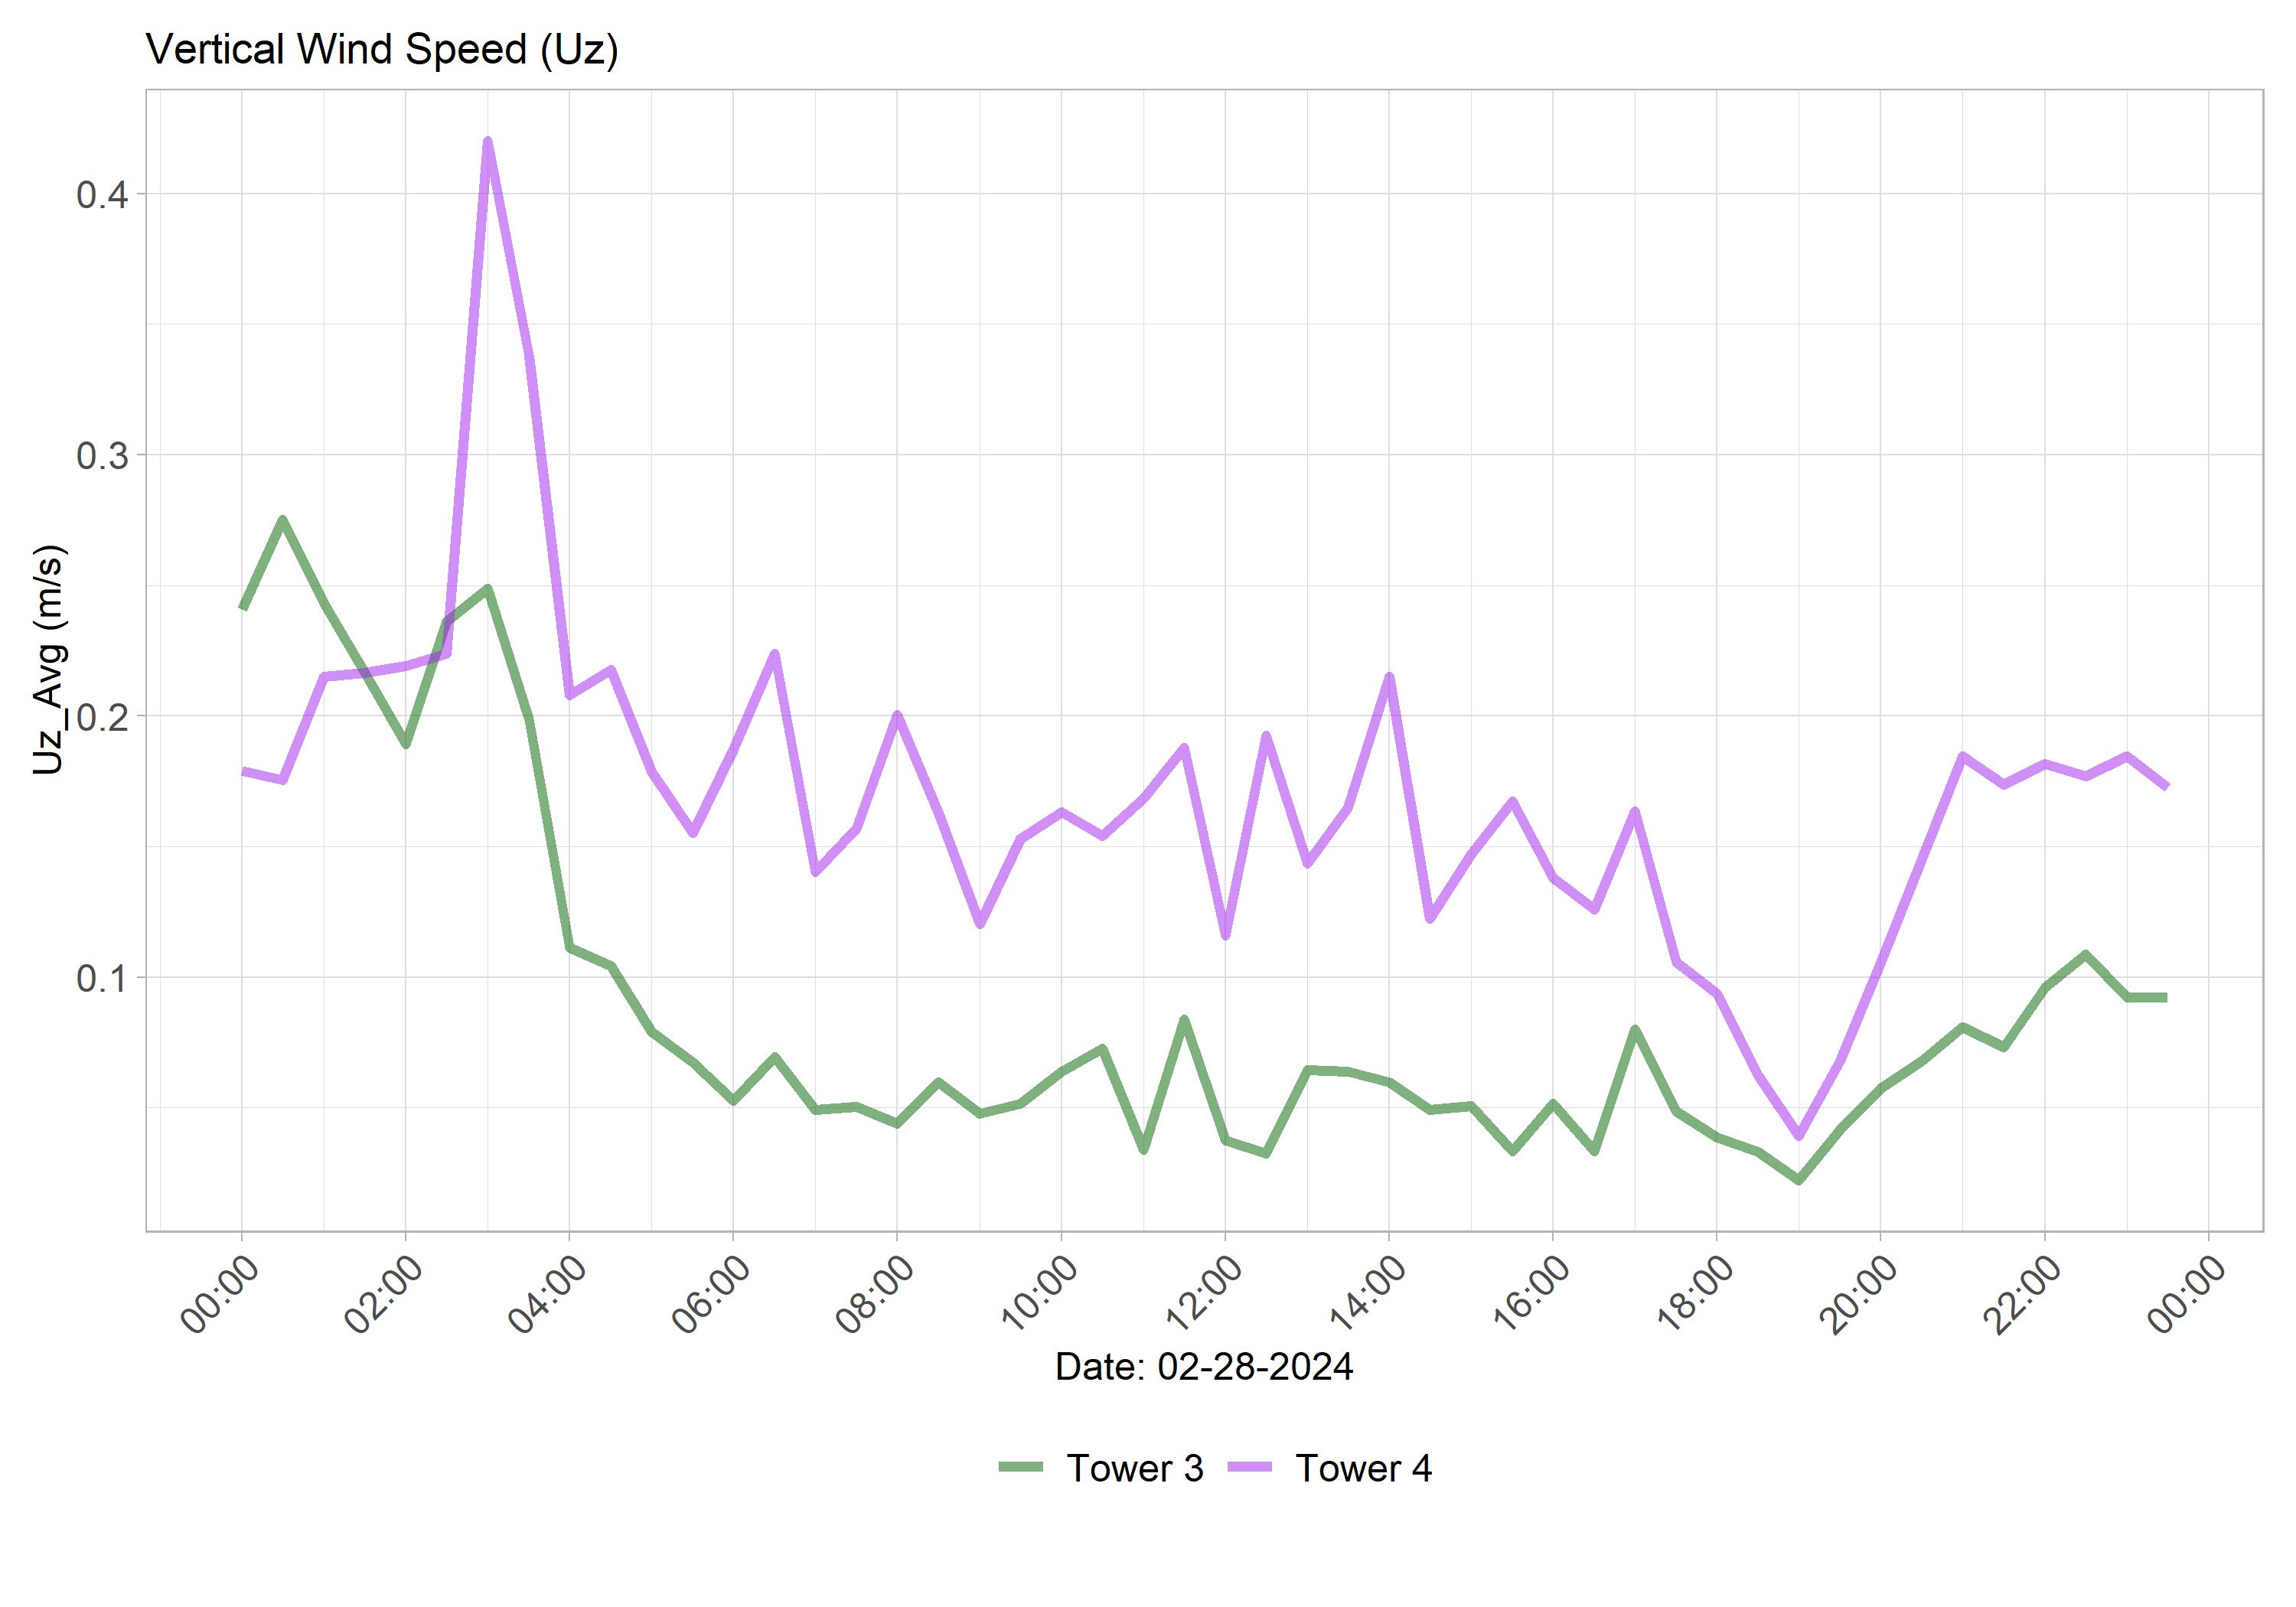 Vertical Wind Speed (Uz)
Uz_Avg (m/s)
0.4
0.3
0.2
0.1
00:00 02:00 04:00 06:00 08:00 10:00 12:00 14:00 16:00 18:00 20:00 22:00 00:00
Date: 02-28-2024
Tower 3 Tower 4